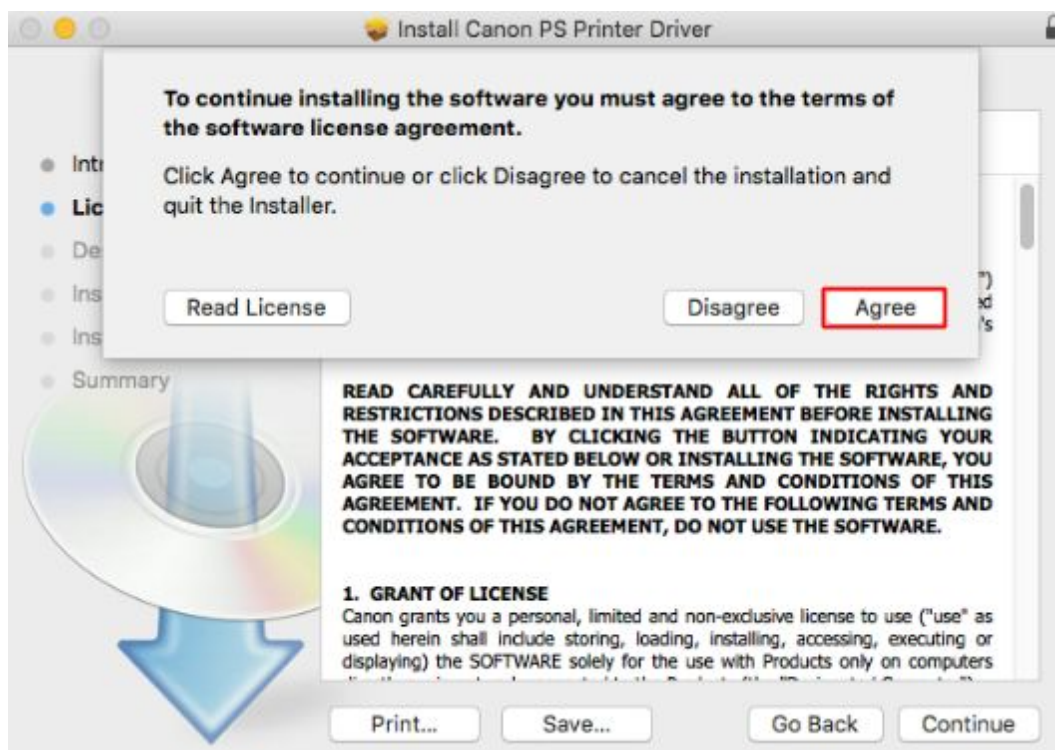 Install Canon PS Printer Driver
To continue installing the software you must agree to the terms of
the software license agreement.
Click Agree to continue or click Disagree to cancel the installation and
quit the Installer.
Read License
Disagree
Agree
Summary
READ CAREFULLY AND UNDERSTAND ALL OF THE RIGHTS AND
RESTRICTIONS DESCRIBED IN THIS AGREEMENT BEFORE INSTALLING
THE SOFTWARE. BY CLICKING THE BUTTON INDICATING YOUR
ACCEPTANCE AS STATED BELOW OR INSTALLING THE SOFTWARE, YOU
AGREE TO BE BOUND BY THE TERMS AND CONDITIONS OF THIS
AGREEMENT. IF YOU DO NOT AGREE TO THE FOLLOWING TERMS AND
CONDITIONS OF THIS AGREEMENT, DO NOT USE THE SOFTWARE.
1. GRANT OF LICENSE
Canon grants you a personal, limited and non-exclusive license to use ("use" as
used herein shall include storing, loading, installing, accessing, executing or
displaying) the SOFTWARE solely for the use with Products only on computers
Print...
Save...
Go Back
Continue